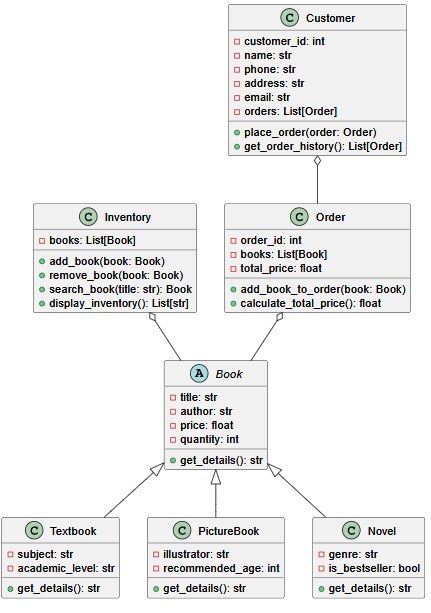 C Customer
customer_id: int
name: str
phone: str
address: str
email: str
orders: List[Order]
place_order(order: Order)
get_order_history(): List[Order]
C Inventory
books: List[Book]
add_book(book: Book)
remove_book(book: Book)
search_book(title: str): Book
display_inventory(): List[str]
C Order
order_id: int
books: List[Book]
total_price: float
add_book_to_order(book: Book)
calculate_total_price(): float
A Book
title: str
author: str
price: float
quantity: int
get_details(): str
C Textbook
subject: str
academic_level: str
get_details(): str
C PictureBook
illustrator: str
recommended_age: int
get_details(): str
C Novel
genre: str
is_bestseller: bool
get_details(): str